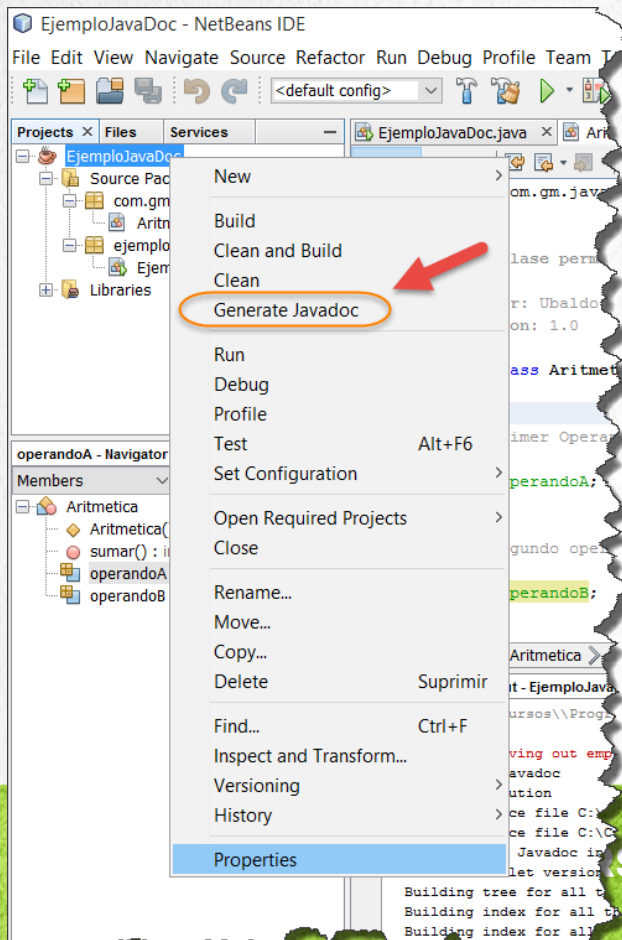 EjemploJavaDoc - NetBeans IDE
File Edit View Navigate Source Refactor Run Debug Profile Team
<default config>
Projects Files Services
EjemploJavaDoc.java
EjemploJavaDoc
Source Pac
com.gm
Aritm
ejemplo
Ejem
Libraries
New
Build
Clean and Build
Clean
Generate Javadoc
Run
Debug
Profile
Test Alt+F6
Set Configuration
Open Required Projects
Close
Rename...
Move...
Copy...
Delete Suprimir
Find... Ctrl+F
Inspect and Transform...
Versioning
History
Properties
om.gm.java
lase perm
r: Ubaldo
on: 1.0
ass Aritmet
imer Opera
perandoA;
gundo ope
perandoB;
operandoA - Navigator
Members
Aritmetica
Aritmetica(
sumar() : i
operandoA
operandoB
Aritmetica
ut - EjemploJava
ursos\\Prog
ving out emp
avadoc
ution
ce file C:\
ce file C:\C
Javadoc in
let version
Building tree for all t
Building index for all th
Building index for all